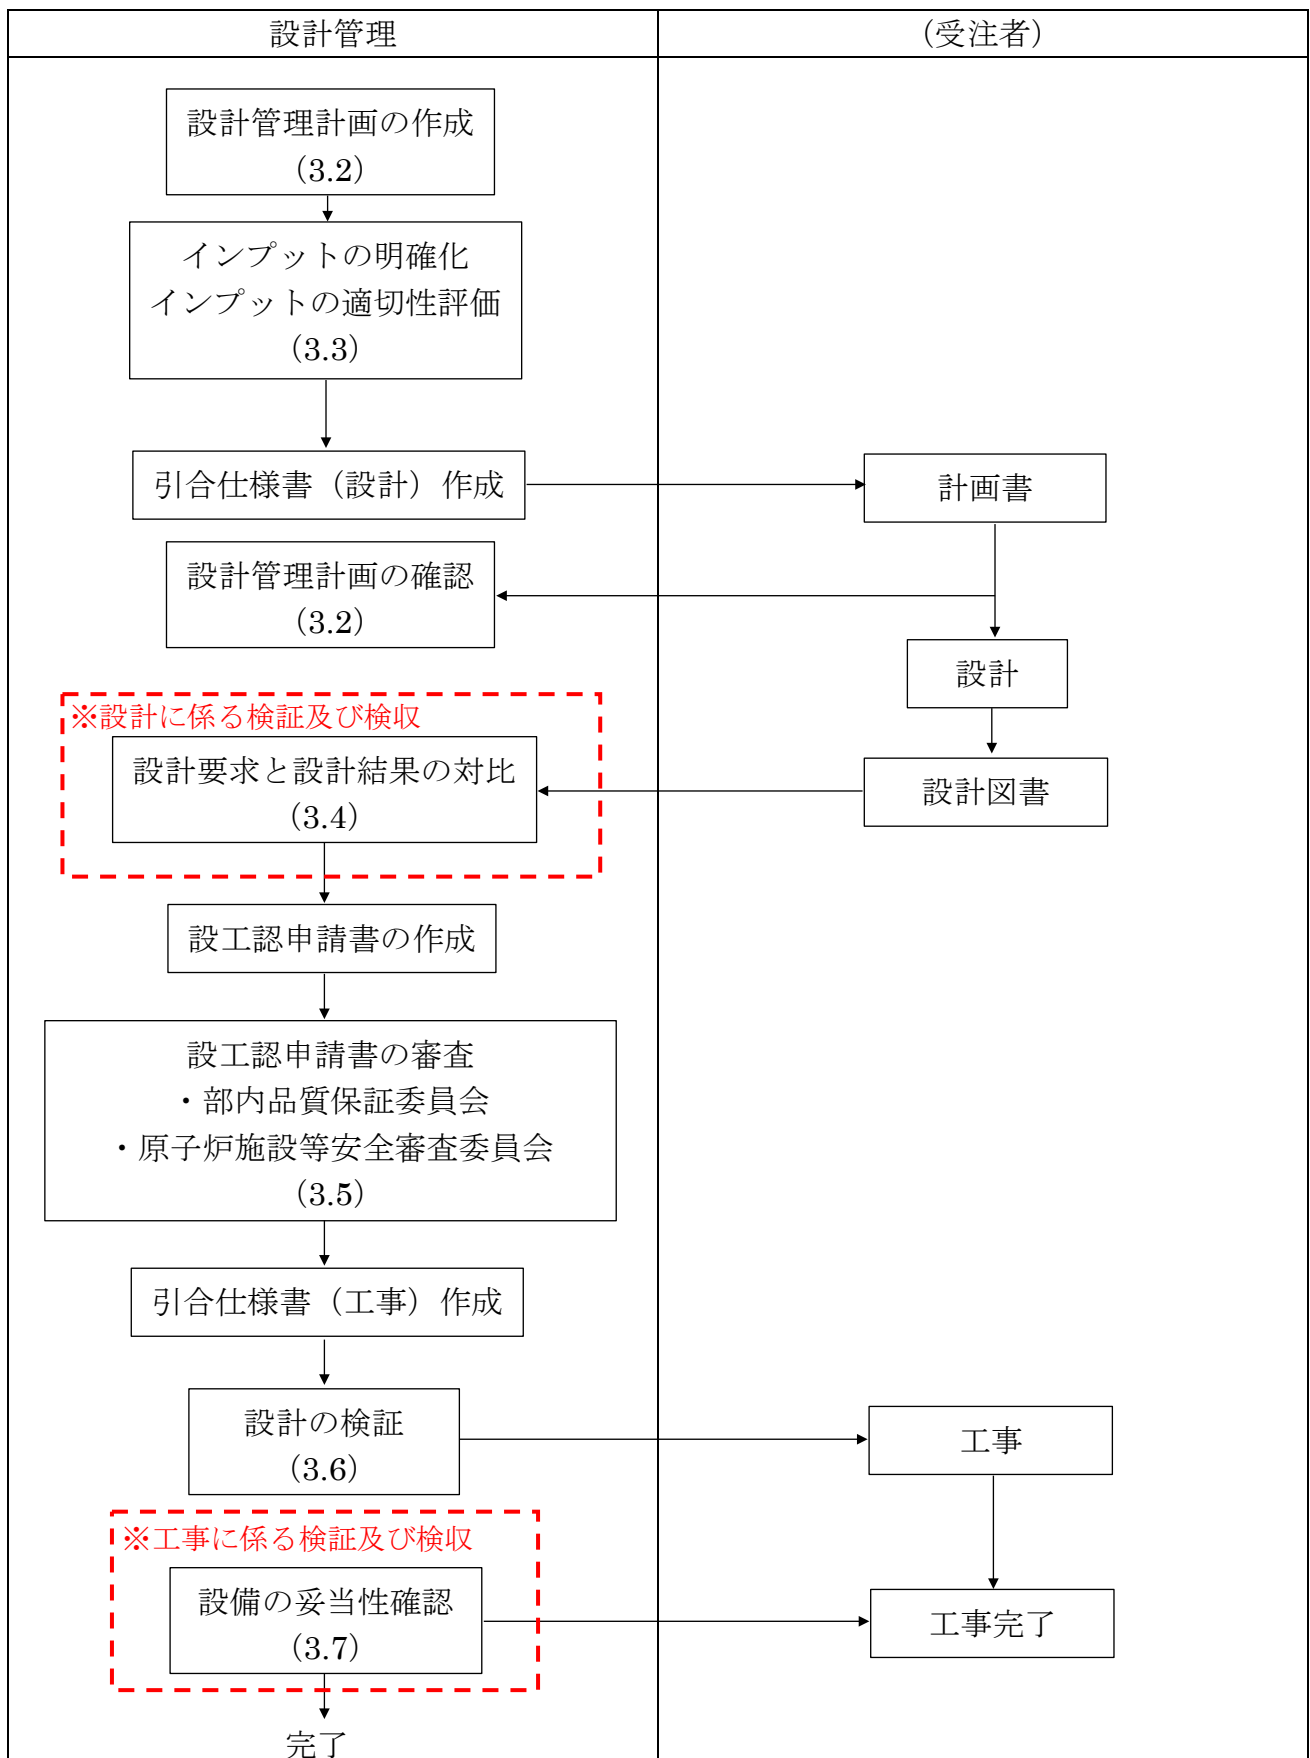 設計管理
（受注者）
設計管理計画の作成
（3.2）
インプットの明確化
インプットの適切性評価
（3.3）
引合仕様書（設計）作成
計画書
設計管理計画の確認
（3.2）
設計
※設計に係る検証及び検収
設計要求と設計結果の対比
（3.4）
設計図書
設工認申請書の作成
設工認申請書の審査
・部内品質保証委員会
・原子炉施設等安全審査委員会
（3.5）
引合仕様書（工事）作成
設計の検証
（3.6）
工事
※工事に係る検証及び検収
設備の妥当性確認
（3.7）
工事完了
完了